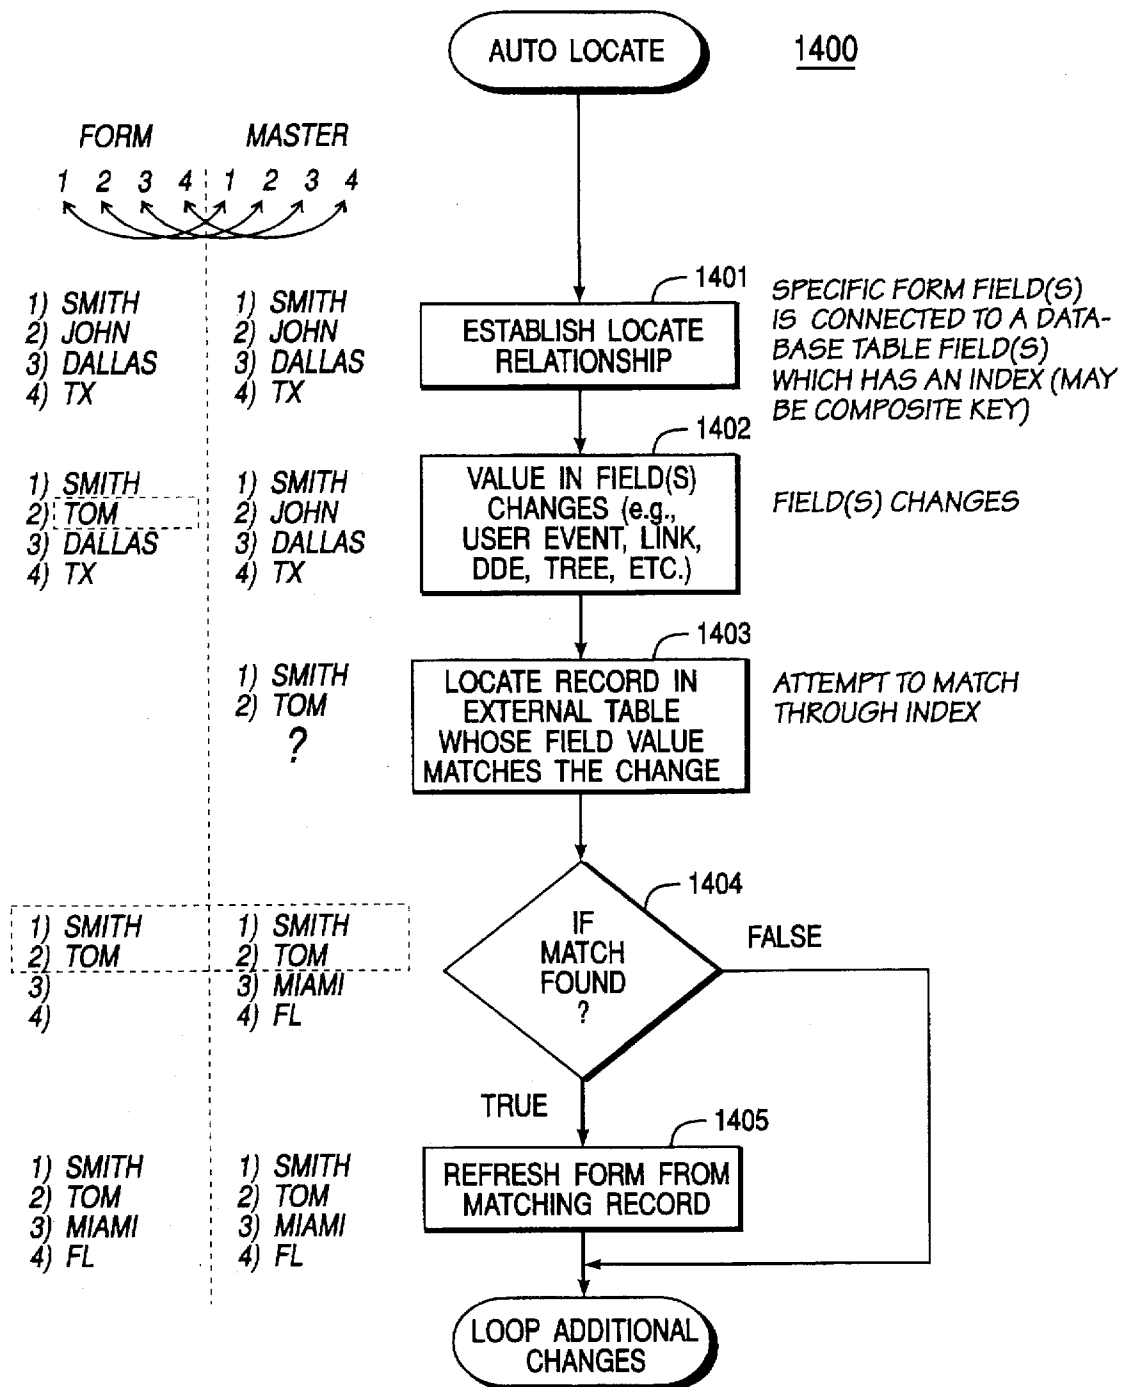 AUTO LOCATE
1400
FORM MASTER
1 2 3 4 1 2 3 4
1) SMITH
2) JOHN
3) DALLAS
4) TX
1) SMITH
2) JOHN
3) DALLAS
4) TX
1401
ESTABLISH LOCATE
RELATIONSHIP
SPECIFIC FORM FIELD(S)
IS CONNECTED TO A DATA-
BASE TABLE FIELD(S)
WHICH HAS AN INDEX (MAY
BE COMPOSITE KEY)
1) SMITH
2) TOM
3) DALLAS
4) TX
1) SMITH
2) JOHN
3) DALLAS
4) TX
1402
VALUE IN FIELD(S)
CHANGES (e.g.,
USER EVENT, LINK,
DDE, TREE, ETC.)
FIELD(S) CHANGES
1) SMITH
2) TOM
?
1403
LOCATE RECORD IN
EXTERNAL TABLE
WHOSE FIELD VALUE
MATCHES THE CHANGE
ATTEMPT TO MATCH
THROUGH INDEX
1) SMITH
2) TOM
3)
4)
1) SMITH
2) TOM
3) MIAMI
4) FL
1404
IF
MATCH
FOUND
?
FALSE
TRUE
1) SMITH
2) TOM
3) MIAMI
4) FL
1) SMITH
2) TOM
3) MIAMI
4) FL
1405
REFRESH FORM FROM
MATCHING RECORD
LOOP ADDITIONAL
CHANGES